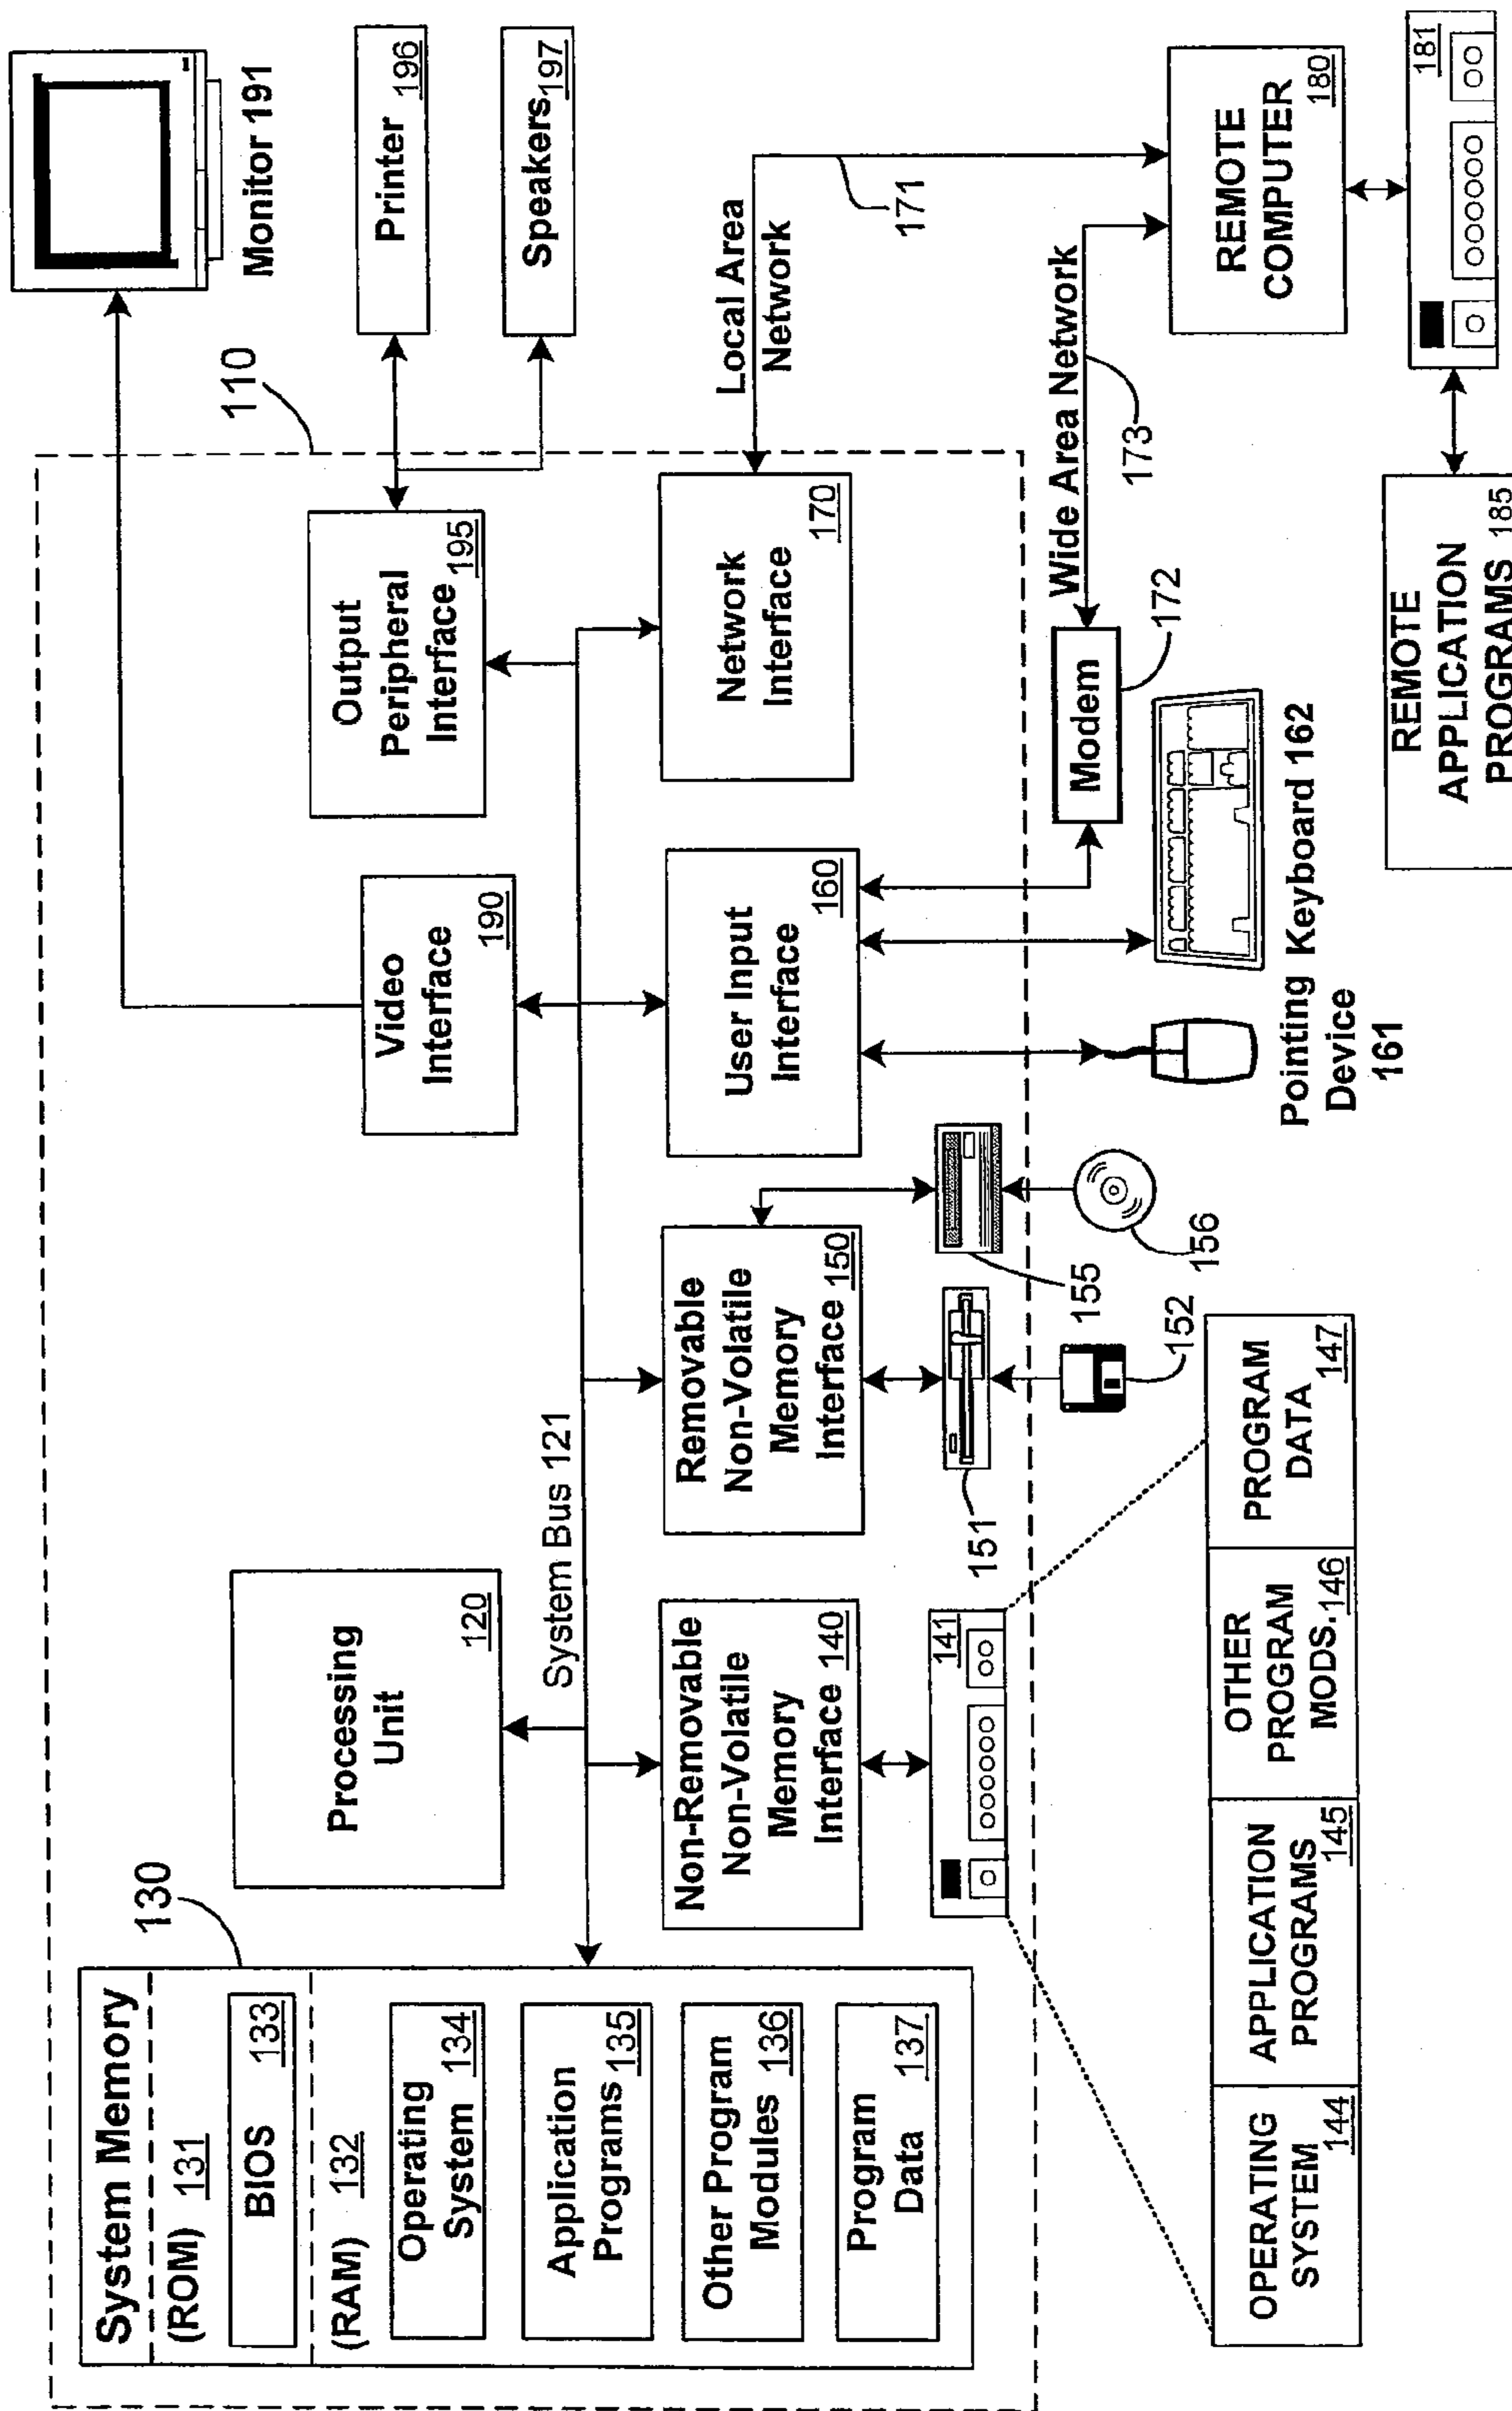 System Memory
130
(ROM) 131
BIOS 133
(RAM) 132
Operating
System 134
Application
Programs 135
Other Program
Modules 136
Program
Data 137
Processing
Unit
120
System Bus 121
Video
Interface
190
Output
Peripheral
Interface 195
110
Monitor 191
Printer 196
Speakers 197
Non-Removable
Non-Volatile
Memory
Interface 140
Removable
Non-Volatile
Memory
Interface 150
User Input
Interface
160
Network
Interface
170
Local Area
Network
171
141
151
155
152
156
Wide Area Network
173
Modem
172
Pointing
Device
161
Keyboard 162
REMOTE
COMPUTER
180
181
OPERATING
SYSTEM 144
APPLICATION
PROGRAMS 145
OTHER
PROGRAM
MODS. 146
PROGRAM
DATA 147
REMOTE
APPLICATION
PROGRAMS 185